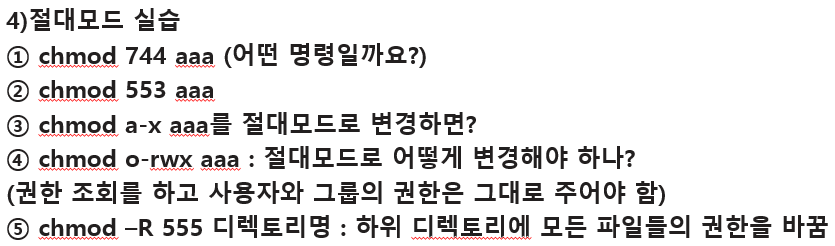 4)절대모드 실습
① chmod 744 aaa (어떤 명령일까요?)
② chmod 553 aaa
③ chmod a-x aaa를 절대모드로 변경하면?
④ chmod o-rwx aaa : 절대모드로 어떻게 변경해야 하나?
(권한 조회를 하고 사용자와 그룹의 권한은 그대로 주어야 함)
⑤ chmod –R 555 디렉토리명 : 하위 디렉토리에 모든 파일들의 권한을 바꿈